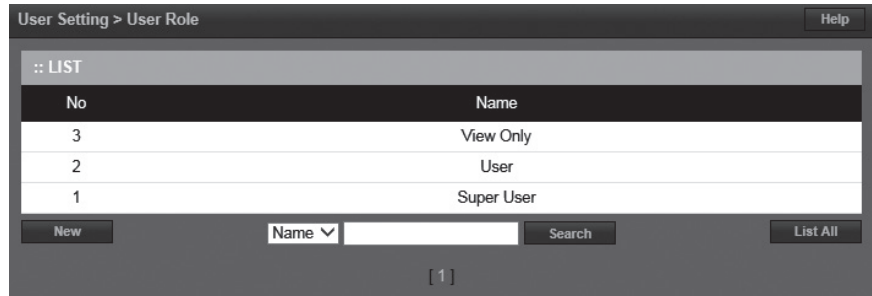 User Setting > User Role Help
:: LIST
No Name
3 View Only
2 User
1 Super User
New Name Search List All
[ 1 ]